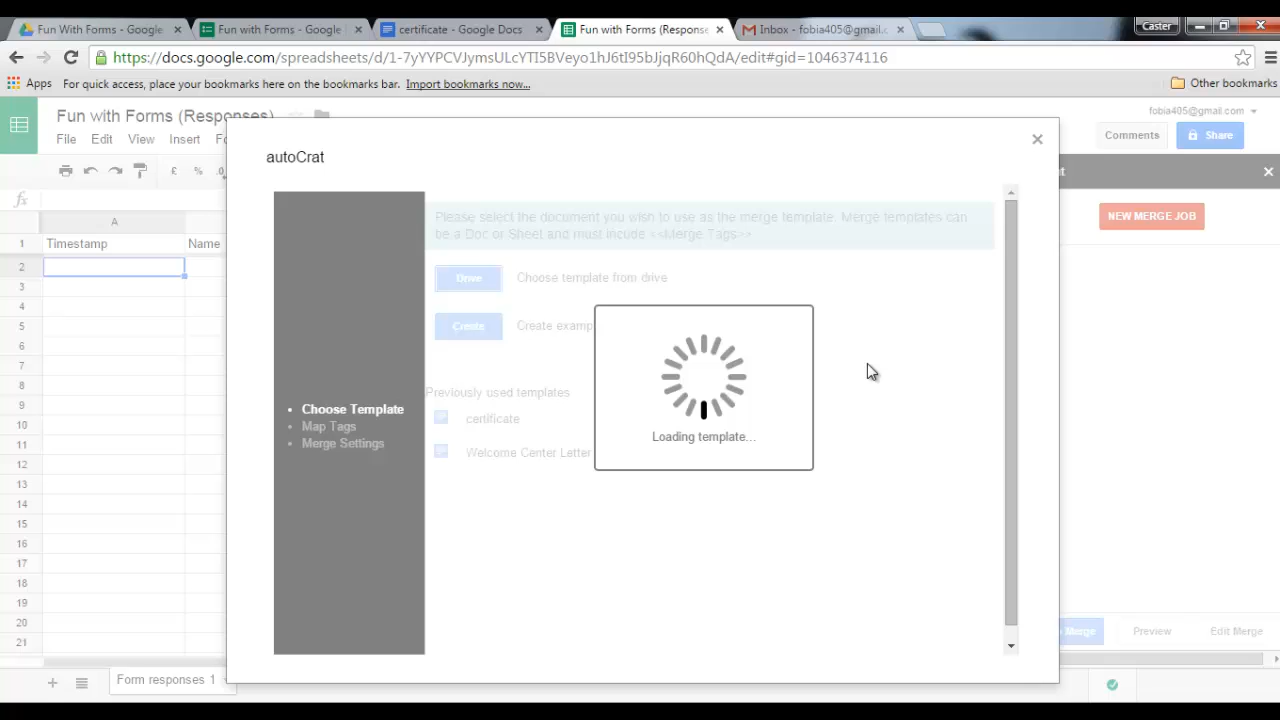 Fun With Forms - Google
Fun with Forms - Google
certificate - Google Docs
Fun with Forms (Response
Inbox - fobia405@gmail.c
Caster
https://docs.google.com/spreadsheets/d/1-7yYYPCVJymsULcYTI5BVeyo1hJ6tI95bJjqR60hQdA/edit#gid=1046374116
Apps
For quick access, place your bookmarks here on the bookmarks bar.
Import bookmarks now...
Other bookmarks
Fun with Forms (Responses)
fobia405@gmail.com
File
Edit
View
Insert
Fo
Comments
Share
autoCrat
£
%
.0
NEW MERGE JOB
fx
A
1
Timestamp
Name
2
3
4
5
6
7
8
9
10
11
12
13
14
15
16
17
18
19
20
21
Please select the document you wish to use as the merge template. Merge templates can
be a Doc or Sheet and must include <<Merge Tags>>
Drive
Choose template from drive
Create
Create examp
Previously used templates
certificate
Welcome Center Letter
Choose Template
Map Tags
Merge Settings
Loading template...
Merge
Preview
Edit Merge
Form responses 1